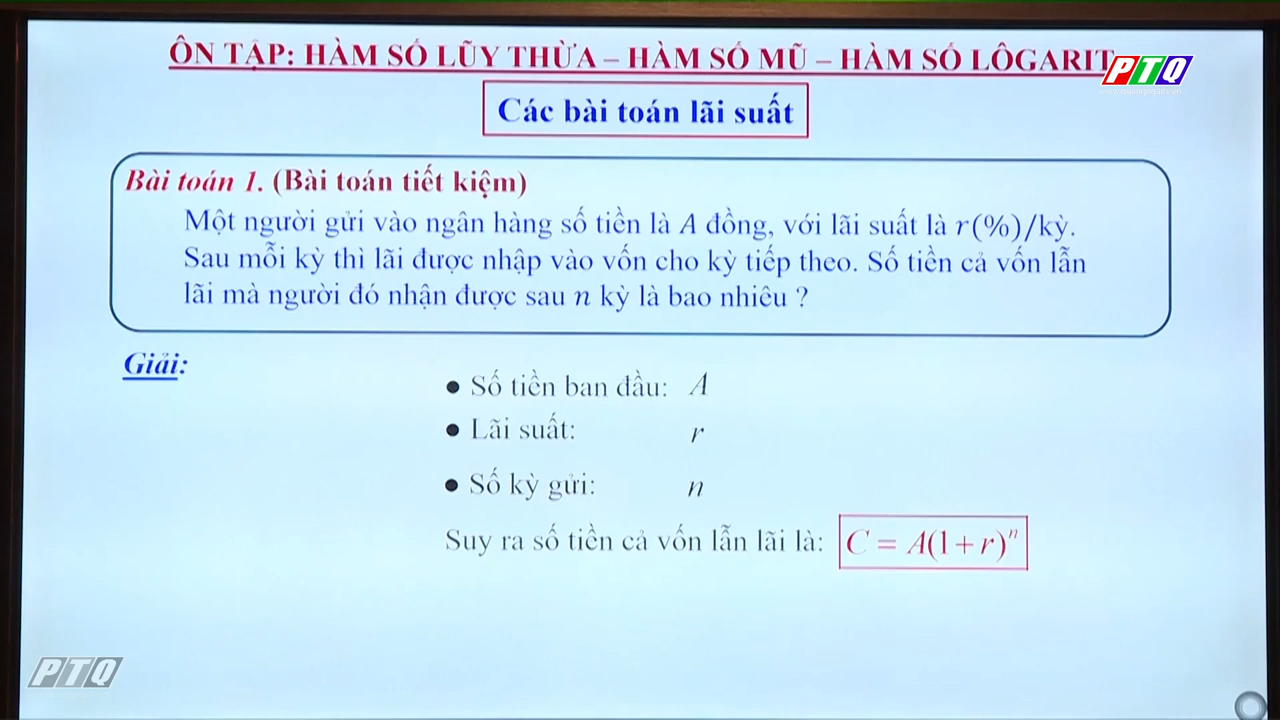 ÔN TẬP: HÀM SỐ LŨY THỪA – HÀM SỐ MŨ – HÀM SỐ LÔGARIT
PTQ
Các bài toán lãi suất
Bài toán 1. (Bài toán tiết kiệm)
Một người gửi vào ngân hàng số tiền là A đồng, với lãi suất là r(%)/kỳ.
Sau mỗi kỳ thì lãi được nhập vào vốn cho kỳ tiếp theo. Số tiền cả vốn lẫn
lãi mà người đó nhận được sau n kỳ là bao nhiêu ?
Giải:
● Số tiền ban đầu: A
● Lãi suất: r
● Số kỳ gửi: n
Suy ra số tiền cả vốn lẫn lãi là: C = A(1+r)ⁿ
PTQ